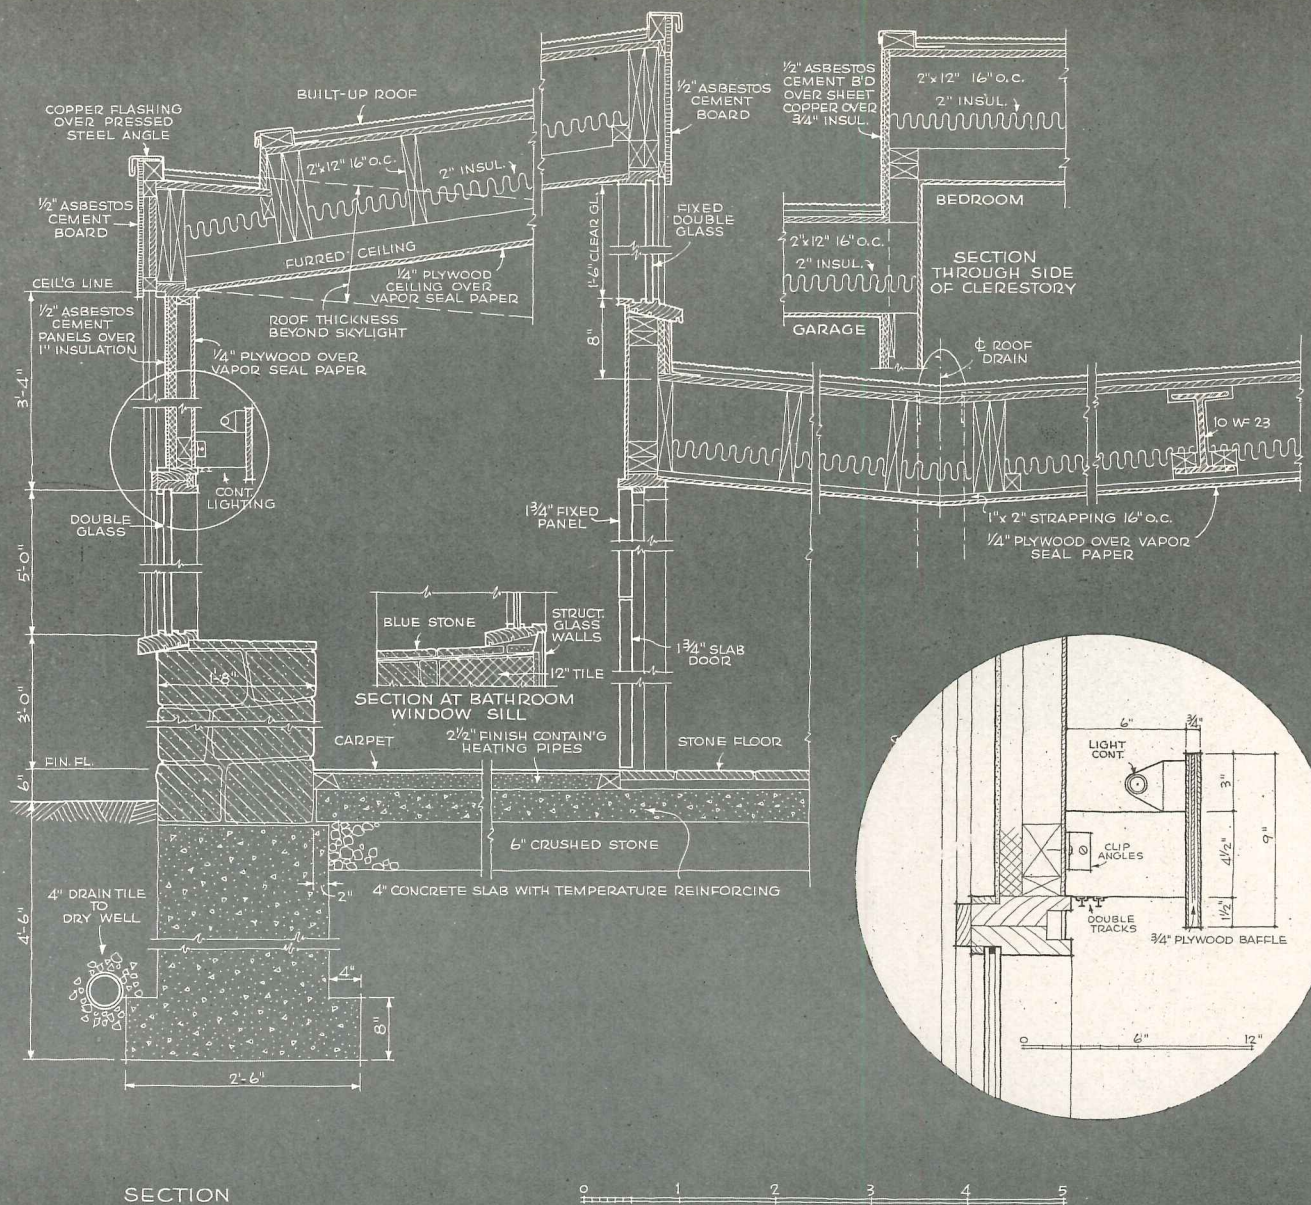 COPPER FLASHING
OVER PRESSED
STEEL ANGLE
BUILT-UP ROOF
1/2" ASBESTOS
CEMENT
BOARD
1/2" ASBESTOS
CEMENT B'D
OVER SHEET
COPPER OVER
3/4" INSUL.
2"x12" 16" O.C.
2" INSUL.
2"x12" 16" O.C.
2" INSUL.
1/2" ASBESTOS
CEMENT
BOARD
FURRED CEILING
1/4" PLYWOOD
CEILING OVER
VAPOR SEAL PAPER
1'-6" CLEAR GL.
FIXED
DOUBLE
GLASS
BEDROOM
2"x12" 16" O.C.
2" INSUL.
SECTION
THROUGH SIDE
OF CLERESTORY
GARAGE
CEIL'G LINE
1/2" ASBESTOS
CEMENT
PANELS OVER
1" INSULATION
ROOF THICKNESS
BEYOND SKYLIGHT
1/4" PLYWOOD OVER
VAPOR SEAL PAPER
8"
℄ ROOF
DRAIN
3'-4"
10 WF 23
CONT.
LIGHTING
DOUBLE
GLASS
1 3/4" FIXED
PANEL
1"x 2" STRAPPING 16" O.C.
1/4" PLYWOOD OVER VAPOR
SEAL PAPER
5'-0"
BLUE STONE
STRUCT.
GLASS
WALLS
12" TILE
1 3/4" SLAB
DOOR
SECTION AT BATHROOM
WINDOW SILL
1'-8"
3'-0"
CARPET
2 1/2" FINISH CONTAIN'G
HEATING PIPES
STONE FLOOR
FIN. FL.
6"
6" CRUSHED STONE
4" CONCRETE SLAB WITH TEMPERATURE REINFORCING
2"
4" DRAIN TILE
TO
DRY WELL
4'-6"
4"
8"
2'-6"
6"
3/4"
LIGHT
CONT.
3"
9"
CLIP
ANGLES
4 1/2"
DOUBLE
TRACKS
1 1/2"
3/4" PLYWOOD BAFFLE
0 6" 12"
SECTION
0 1 2 3 4 5